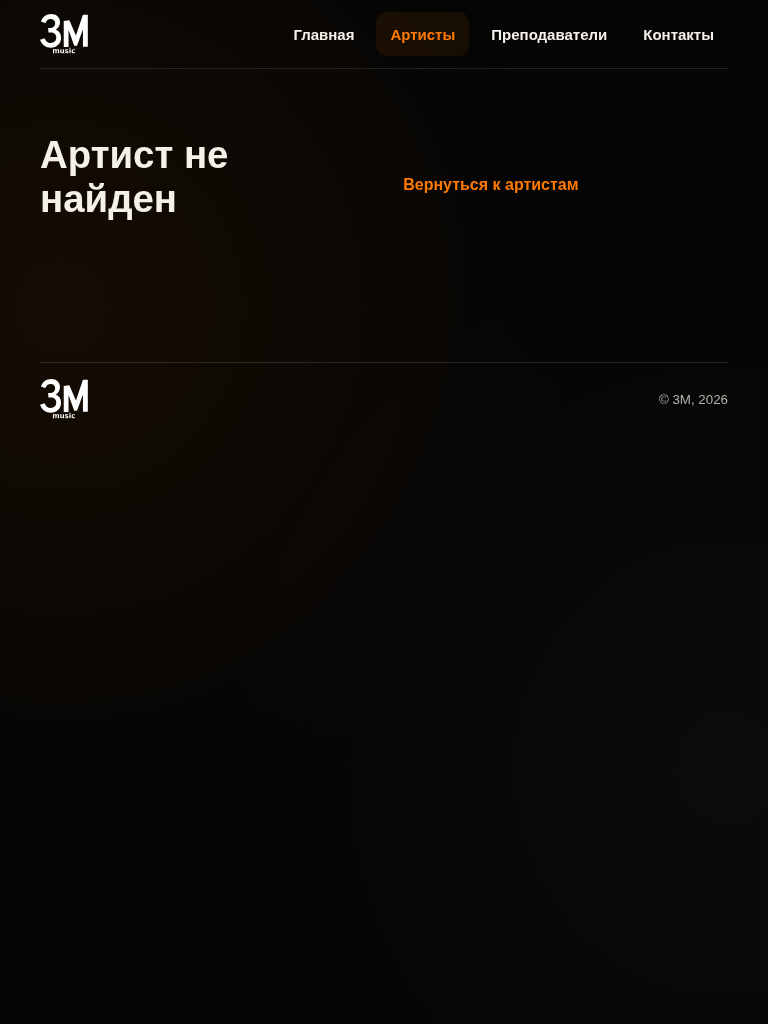 3M
music
Главная
Артисты
Преподаватели
Контакты
Артист не
найден
Вернуться к артистам
3M
music
© 3M, 2026